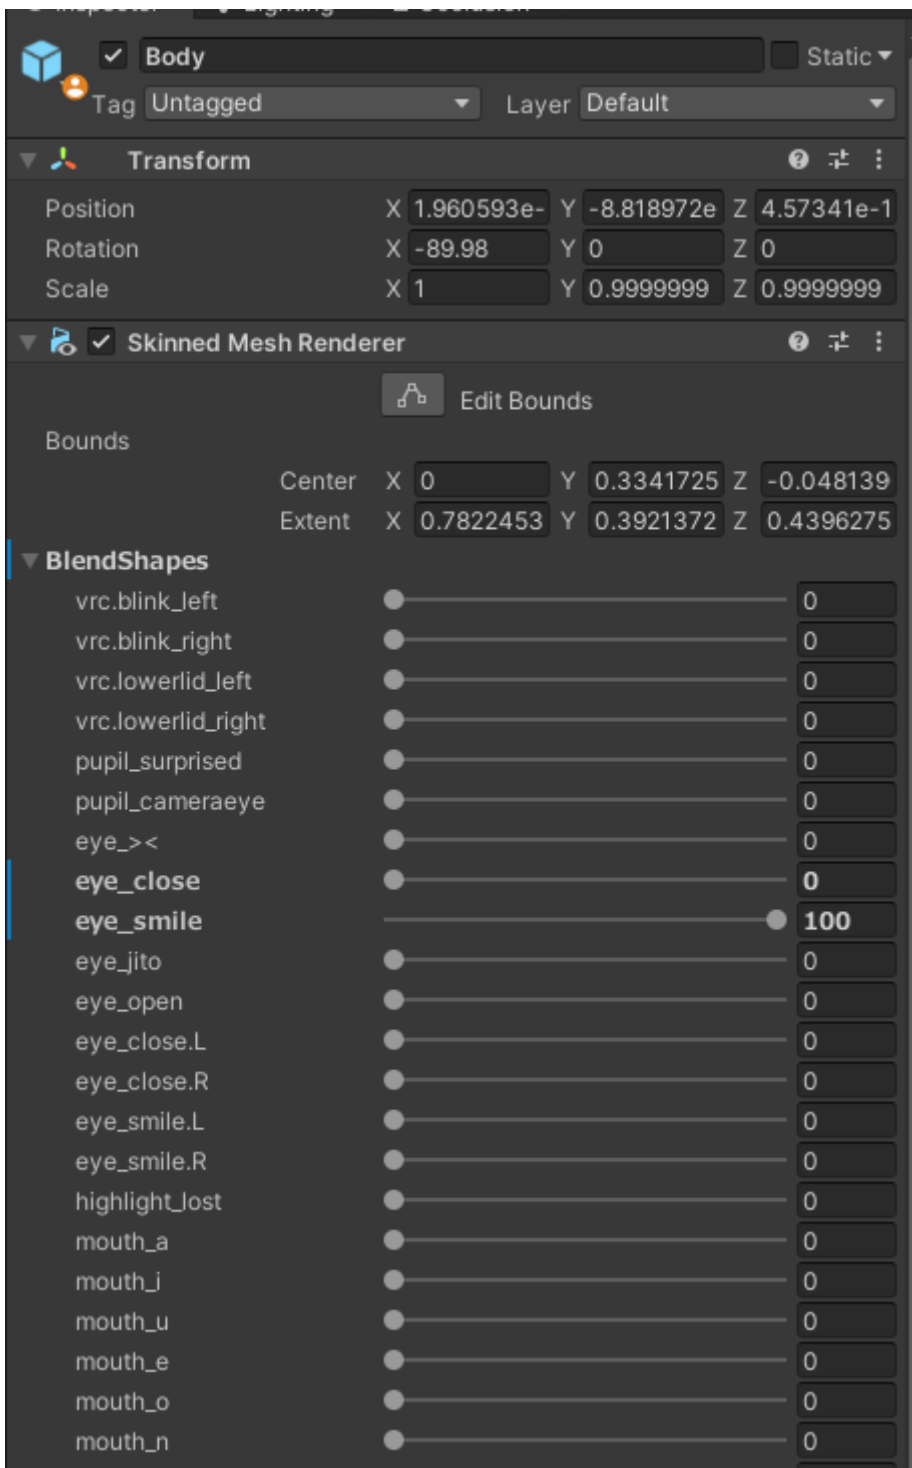 Inspector Lighting Occlusion
Body Static
Tag Untagged Layer Default
Transform
Position X 1.960593e- Y -8.818972e Z 4.57341e-1
Rotation X -89.98 Y 0 Z 0
Scale X 1 Y 0.9999999 Z 0.9999999
Skinned Mesh Renderer
Edit Bounds
Bounds
Center X 0 Y 0.3341725 Z -0.048139
Extent X 0.7822453 Y 0.3921372 Z 0.4396275
BlendShapes
vrc.blink_left 0
vrc.blink_right 0
vrc.lowerlid_left 0
vrc.lowerlid_right 0
pupil_surprised 0
pupil_cameraeye 0
eye_>< 0
eye_close 0
eye_smile 100
eye_jito 0
eye_open 0
eye_close.L 0
eye_close.R 0
eye_smile.L 0
eye_smile.R 0
highlight_lost 0
mouth_a 0
mouth_i 0
mouth_u 0
mouth_e 0
mouth_o 0
mouth_n 0